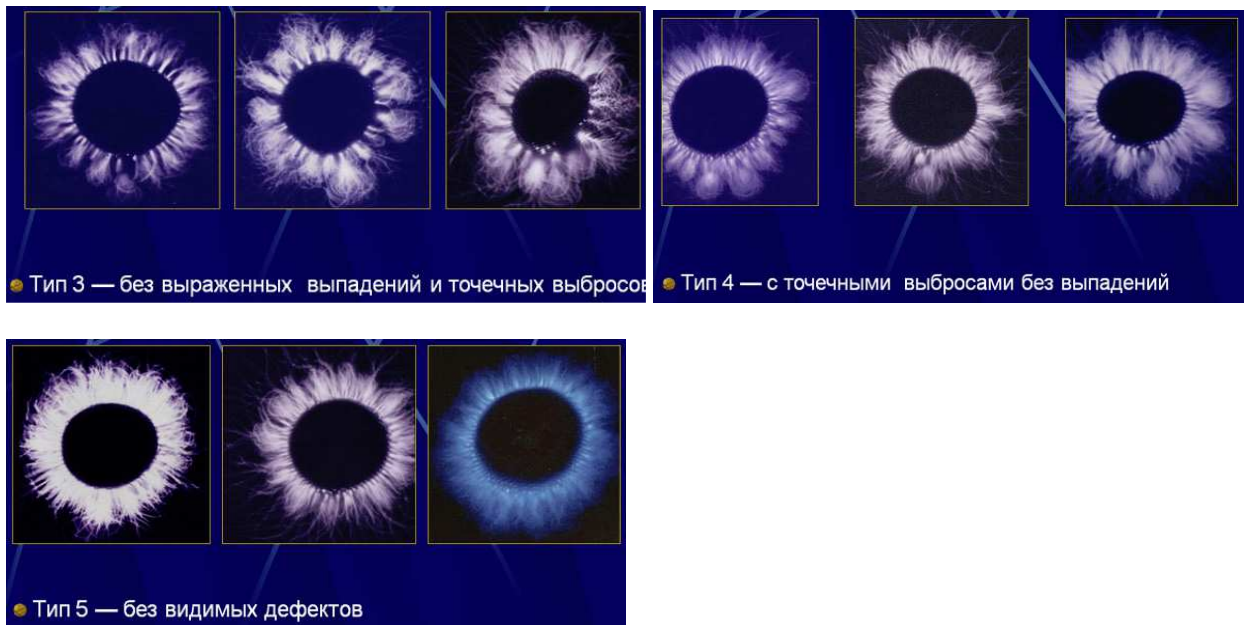 Тип 3 — без выраженных выпадений и точечных выбросов
Тип 4 — с точечными выбросами без выпадений
Тип 5 — без видимых дефектов